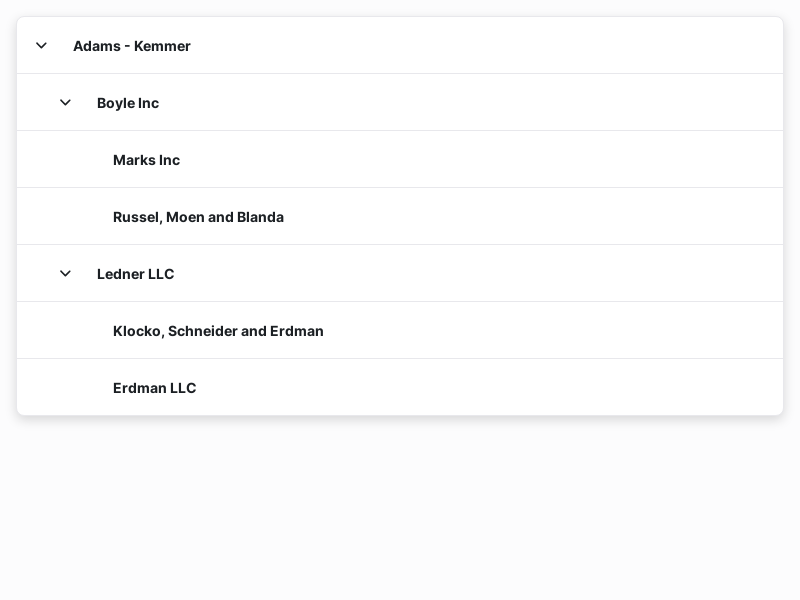 Adams - Kemmer
Boyle Inc
Marks Inc
Russel, Moen and Blanda
Ledner LLC
Klocko, Schneider and Erdman
Erdman LLC